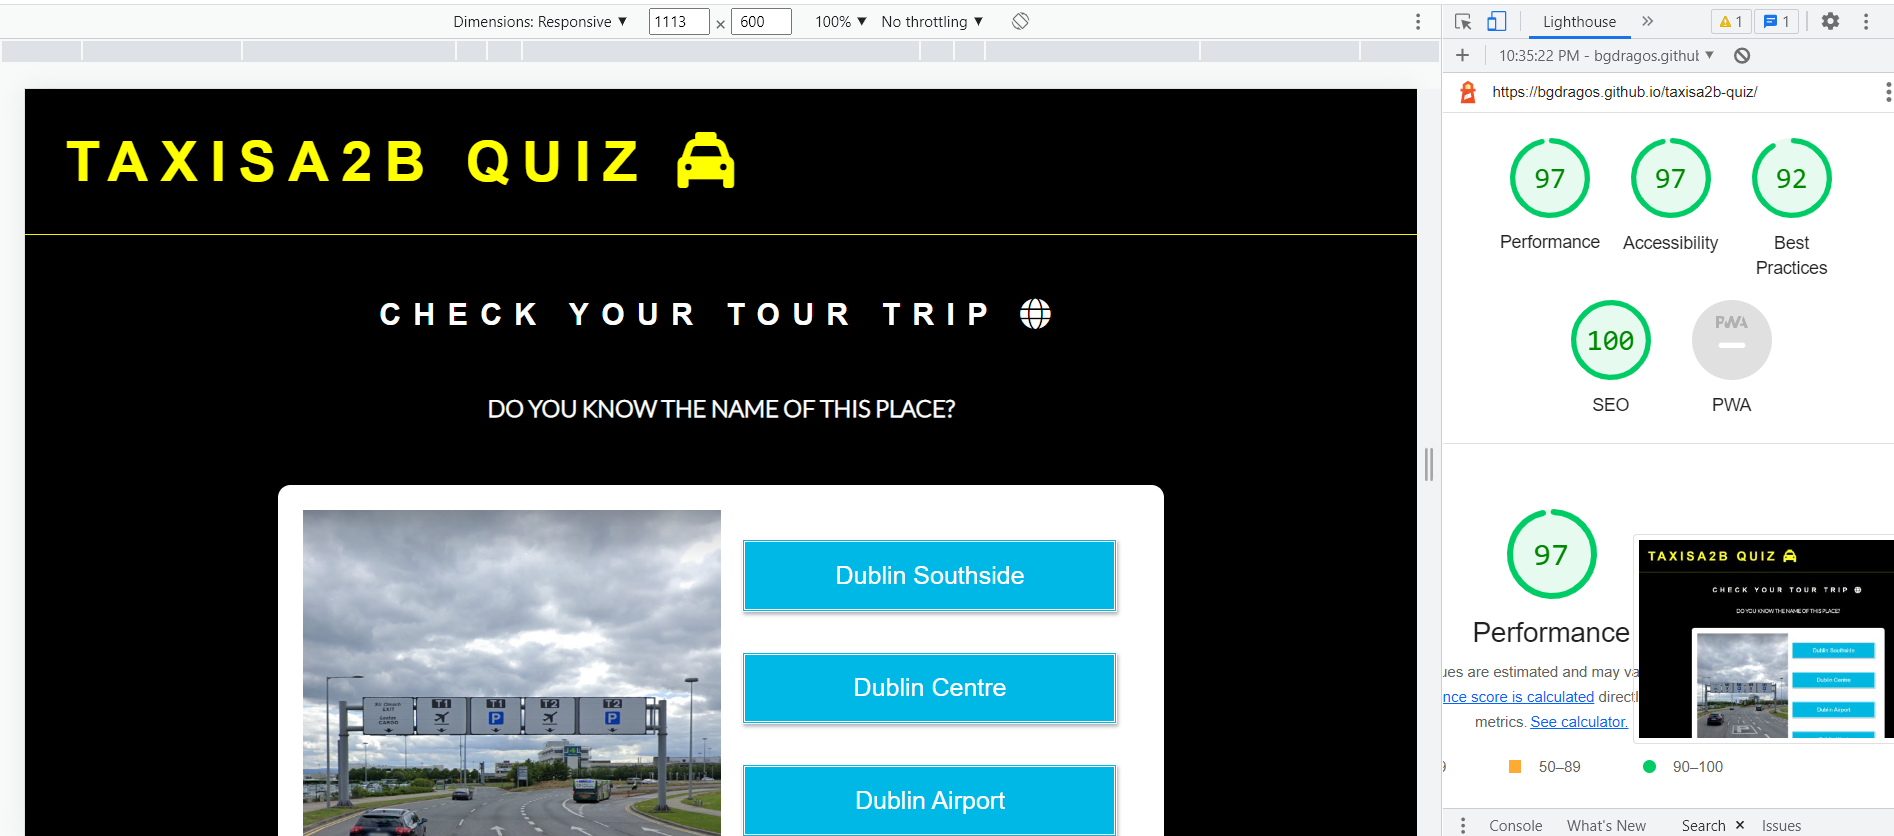 Dimensions: Responsive ▼ 1113 × 600 100% ▼ No throttling ▼
Lighthouse » 1 1
+ 10:35:22 PM - bgdragos.githu ▼
https://bgdragos.github.io/taxisa2b-quiz/
TAXISA2B QUIZ
CHECK YOUR TOUR TRIP
DO YOU KNOW THE NAME OF THIS PLACE?
EXIT
CARGO
T1
T1
P
T2
T2
P
Dublin Southside
Dublin Centre
Dublin Airport
97
Performance
97
Accessibility
92
Best
Practices
100
SEO
PWA
PWA
97
Performance
ues are estimated and may va
nce score is calculated direct
metrics. See calculator.
9 50–89 90–100
TAXISA2B QUIZ
CHECK YOUR TOUR TRIP
DO YOU KNOW THE NAME OF THIS PLACE?
Dublin Southside
Dublin Centre
Dublin Airport
Console What's New Search × Issues